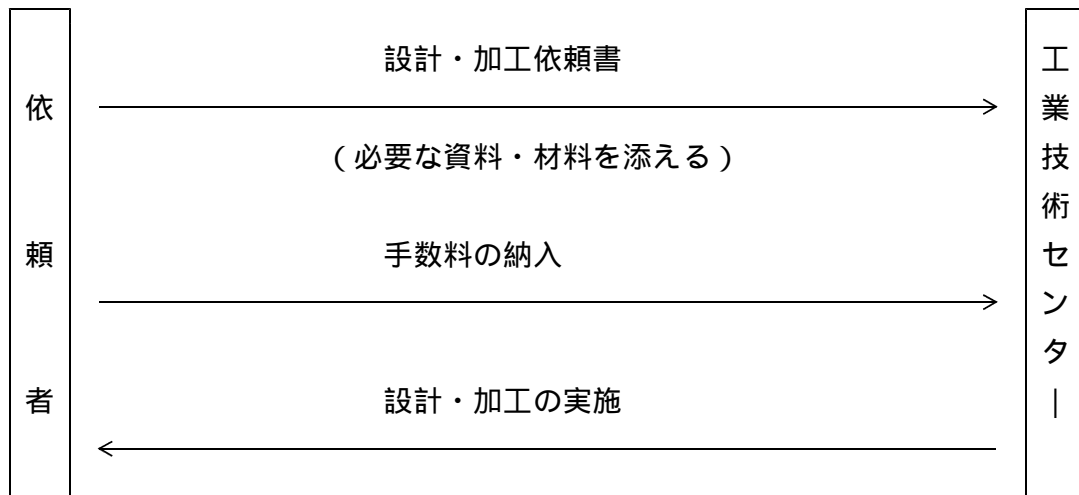 依頼者
設計・加工依頼書
(必要な資料・材料を添える)
手数料の納入
設計・加工の実施
工業技術センター